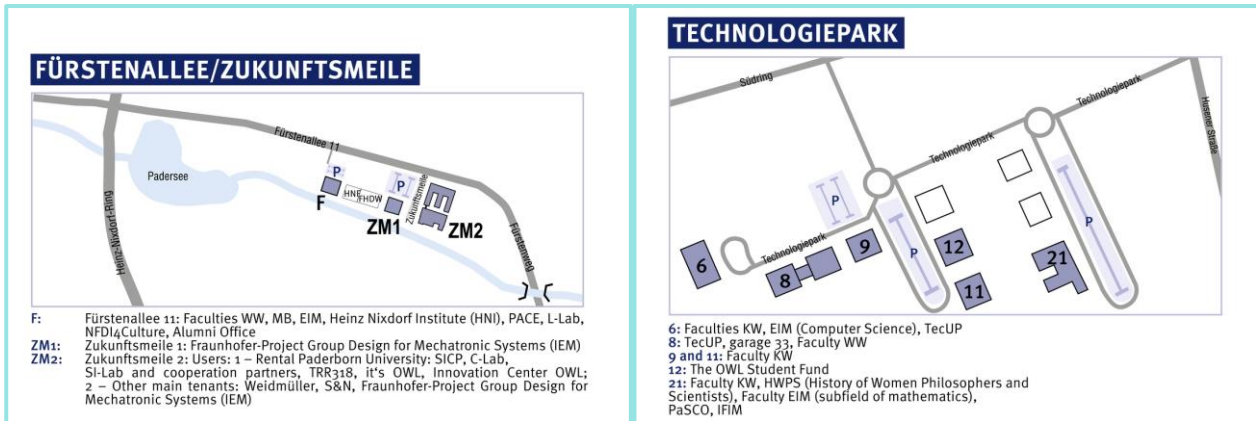 FÜRSTENALLEE/ZUKUNFTSMEILE
Fürstenallee 11
Padersee
Heinz-Nixdorf-Ring
P
F
HNF/FHDW
P
Zukunftsmeile
ZM1
ZM2
Fürstenweg
F: Fürstenallee 11: Faculties WW, MB, EIM, Heinz Nixdorf Institute (HNI), PACE, L-Lab,
NFDI4Culture, Alumni Office
ZM1: Zukunftsmeile 1: Fraunhofer-Project Group Design for Mechatronic Systems (IEM)
ZM2: Zukunftsmeile 2: Users: 1 – Rental Paderborn University: SICP, C-Lab,
SI-Lab and cooperation partners, TRR318, it's OWL, Innovation Center OWL;
2 – Other main tenants: Weidmüller, S&N, Fraunhofer-Project Group Design for
Mechatronic Systems (IEM)
TECHNOLOGIEPARK
Südring
Technologiepark
Husener Straße
Technologiepark
P
P
Technologiepark
6
8
9
P
12
11
21
6: Faculties KW, EIM (Computer Science), TecUP
8: TecUP, garage 33, Faculty WW
9 and 11: Faculty KW
12: The OWL Student Fund
21: Faculty KW, HWPS (History of Women Philosophers and
Scientists), Faculty EIM (subfield of mathematics),
PaSCO, IFIM